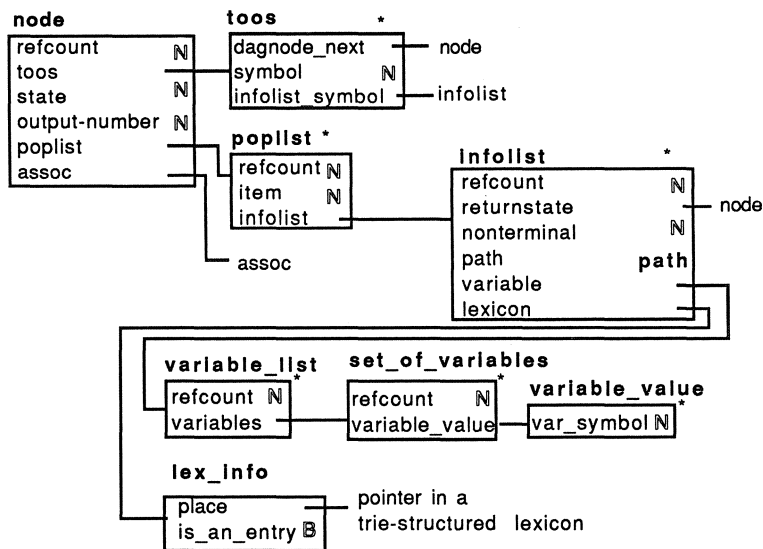 node
refcount ℕ
toos
state ℕ
output-number ℕ
poplist
assoc
toos *
dagnode_next
symbol ℕ
infolist_symbol
node
infolist
poplist *
refcount ℕ
item ℕ
infolist
assoc
infolist *
refcount ℕ
returnstate
nonterminal ℕ
path path
variable
lexicon
node
variable_list *
refcount ℕ
variables
set_of_variables *
refcount ℕ
variable_value
variable_value *
var_symbol ℕ
lex_info
place
is_an_entry 𝔹
pointer in a
trie-structured lexicon